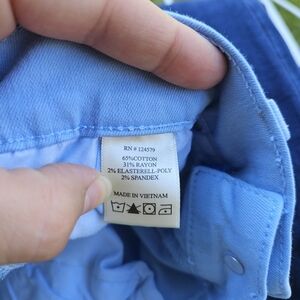 RN # 124579
65%COTTON
31% RAYON
2% ELASTERELL-POLY
2% SPANDEX
MADE IN VIETNAM